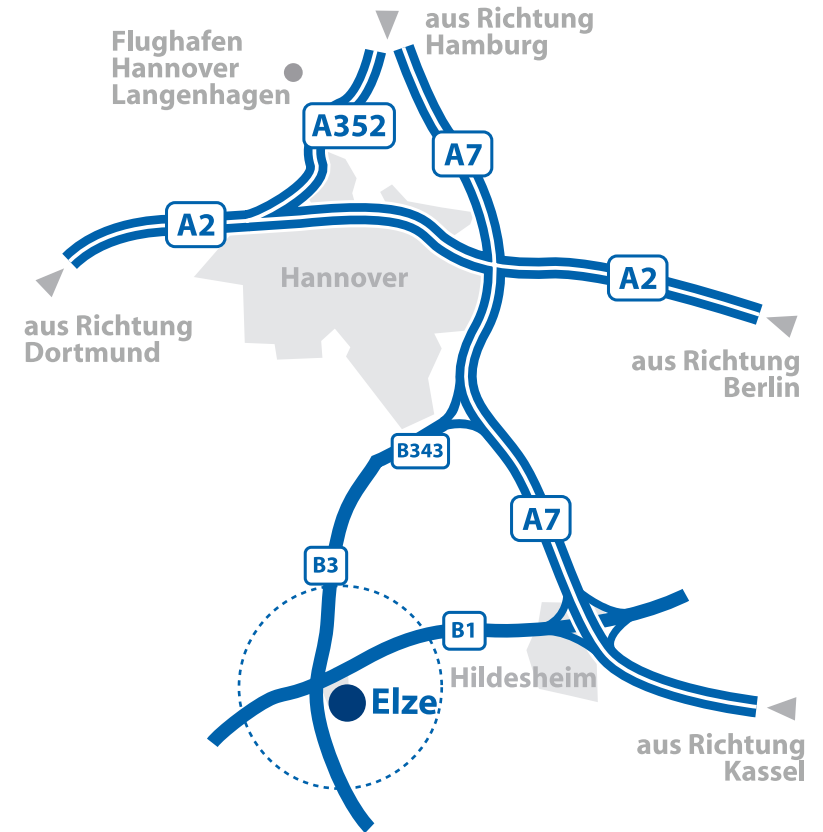 aus Richtung
Hamburg
Flughafen
Hannover
Langenhagen
A352
A7
A2
Hannover
A2
aus Richtung
Dortmund
aus Richtung
Berlin
B343
A7
B3
B1
Hildesheim
Elze
aus Richtung
Kassel